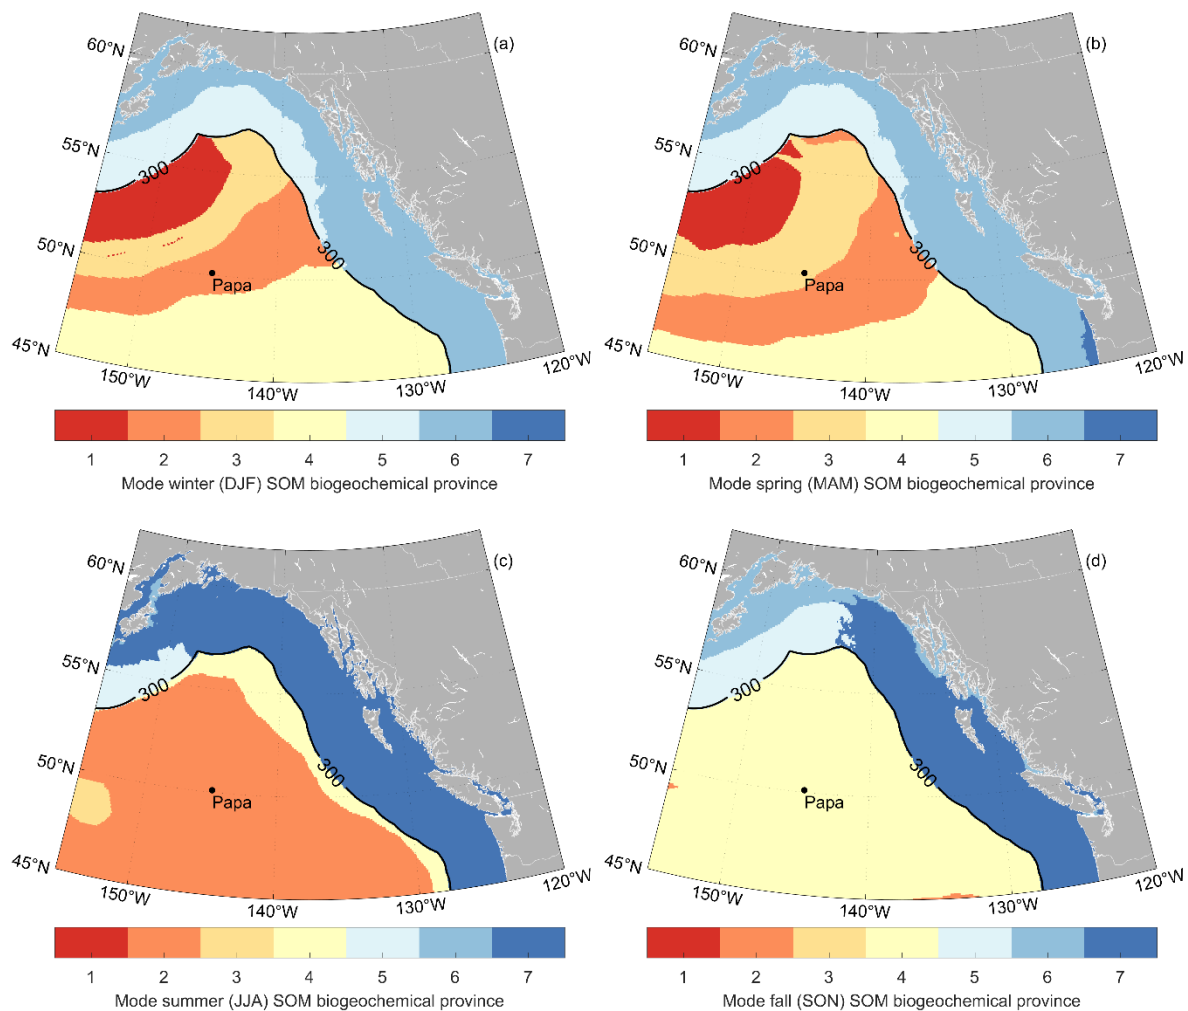 (a)
60°N
55°N
300
50°N
300
Papa
45°N
120°W
150°W
140°W
130°W
1 2 3 4 5 6 7
Mode winter (DJF) SOM biogeochemical province
(b)
60°N
55°N
300
50°N
300
Papa
45°N
120°W
150°W
140°W
130°W
1 2 3 4 5 6 7
Mode spring (MAM) SOM biogeochemical province
(c)
60°N
55°N
300
50°N
300
Papa
45°N
120°W
150°W
140°W
130°W
1 2 3 4 5 6 7
Mode summer (JJA) SOM biogeochemical province
(d)
60°N
55°N
300
50°N
300
Papa
45°N
120°W
150°W
140°W
130°W
1 2 3 4 5 6 7
Mode fall (SON) SOM biogeochemical province